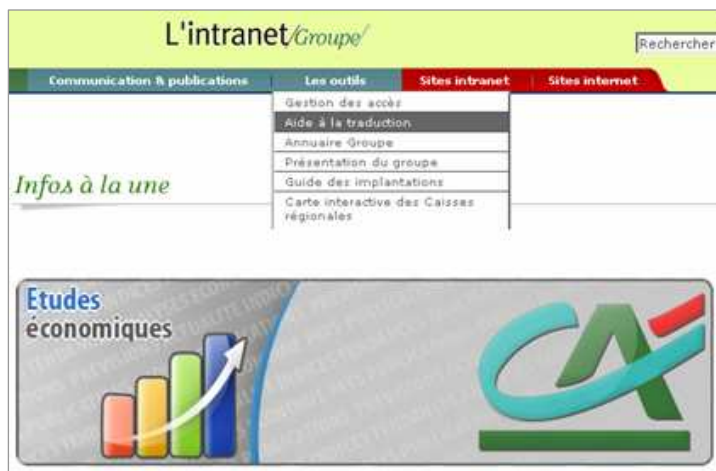 L'intranet/Groupe/
Rechercher
Communication & publications
Les outils
Sites intranet
Sites internet
Gestion des accès
Aide à la traduction
Annuaire Groupe
Présentation du groupe
Guide des implantations
Carte interactive des Caisses
régionales
Infos à la une
Etudes
économiques